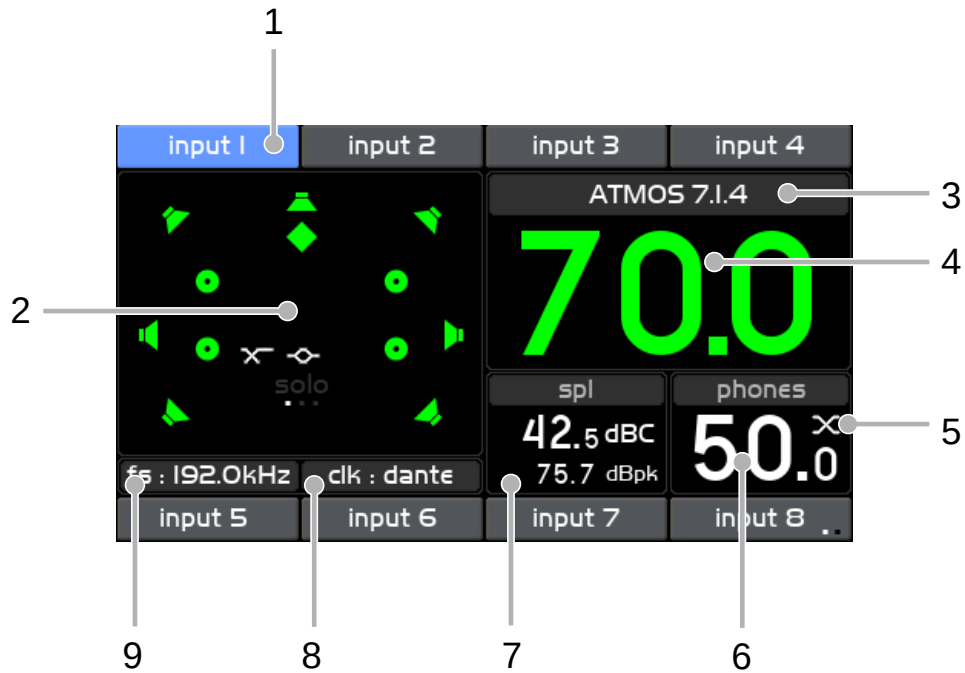 1
input 1
input 2
input 3
input 4
ATMOS 7.1.4
3
70.0
4
2
solo
spl
phones
42.5 dBC
50.0
5
75.7 dBpk
fs : 192.0kHz
clk : dante
input 5
input 6
input 7
input 8
9
8
7
6